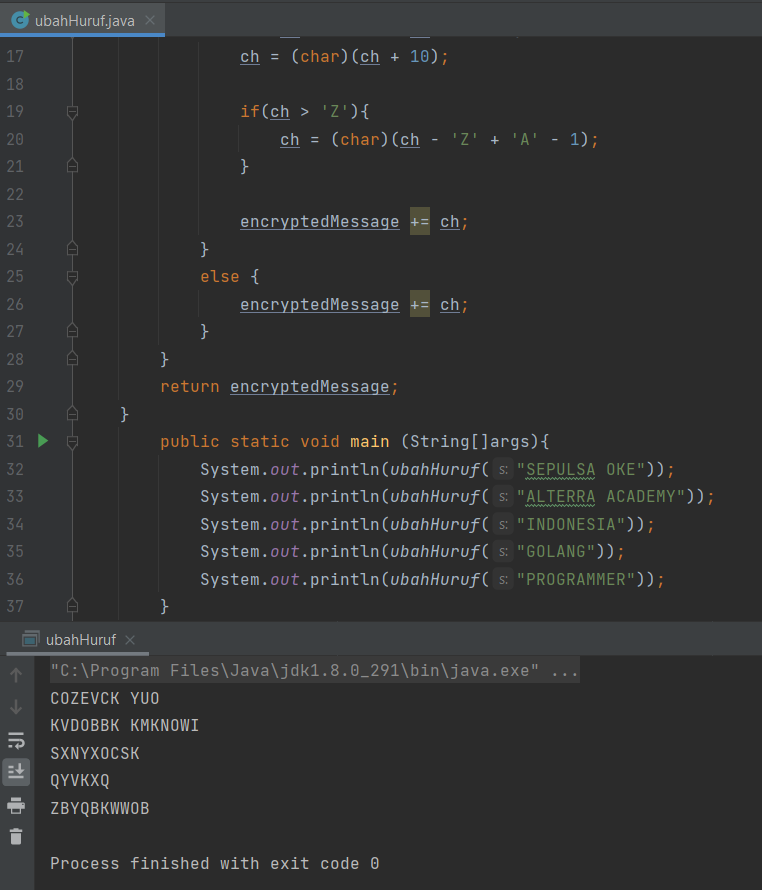 ubahHuruf.java
17 ch = (char)(ch + 10);
18
19 if(ch > 'Z'){
20 ch = (char)(ch - 'Z' + 'A' - 1);
21 }
22
23 encryptedMessage += ch;
24 }
25 else {
26 encryptedMessage += ch;
27 }
28 }
29 return encryptedMessage;
30 }
31 public static void main (String[]args){
32 System.out.println(ubahHuruf( s: "SEPULSA OKE"));
33 System.out.println(ubahHuruf( s: "ALTERRA ACADEMY"));
34 System.out.println(ubahHuruf( s: "INDONESIA"));
35 System.out.println(ubahHuruf( s: "GOLANG"));
36 System.out.println(ubahHuruf( s: "PROGRAMMER"));
37 }
ubahHuruf
"C:\Program Files\Java\jdk1.8.0_291\bin\java.exe" ...
COZEVCK YUO
KVDOBBK KMKNOWI
SXNYXOCSK
QYVKXQ
ZBYQBKWWOB
Process finished with exit code 0